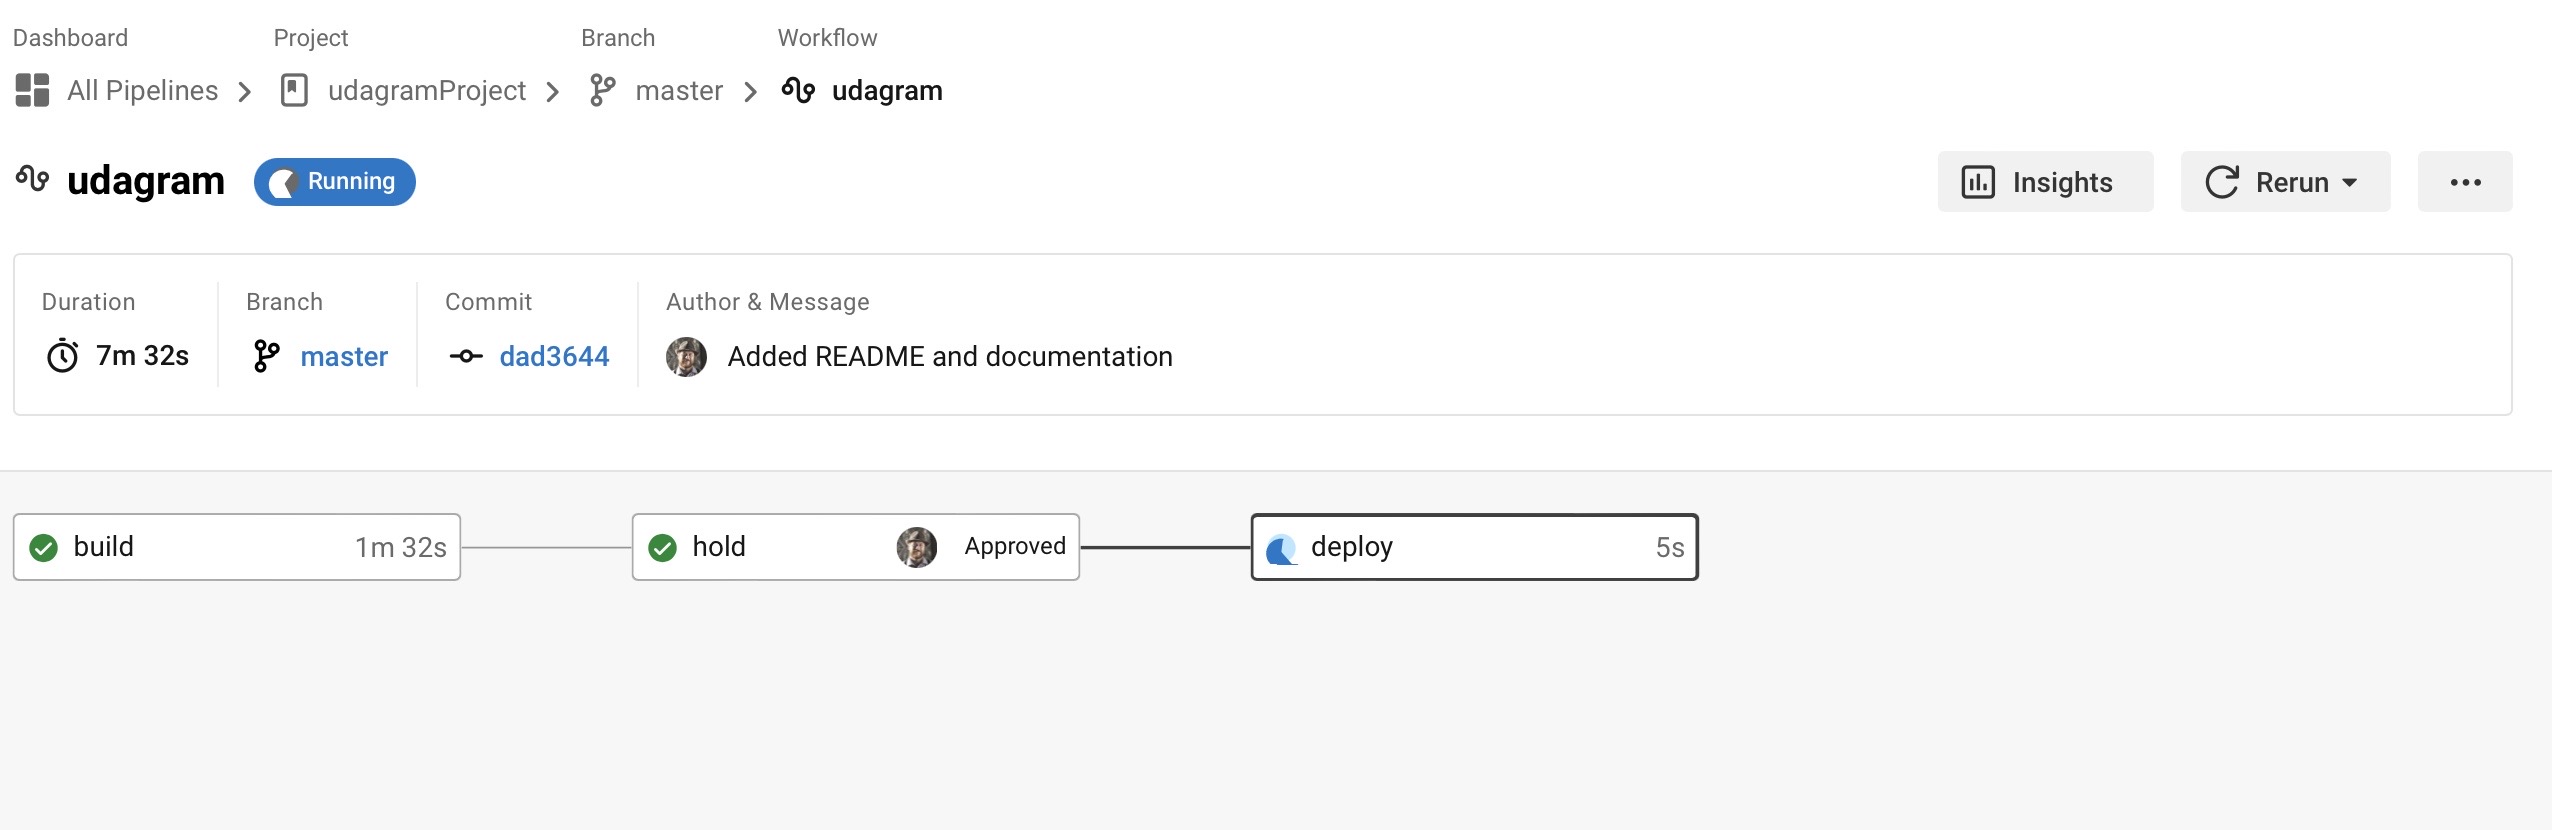 Dashboard Project Branch Workflow
All Pipelines udagramProject master udagram
udagram Running Insights Rerun
Duration Branch Commit Author & Message
7m 32s master dad3644 Added README and documentation
build 1m 32s hold Approved deploy 5s